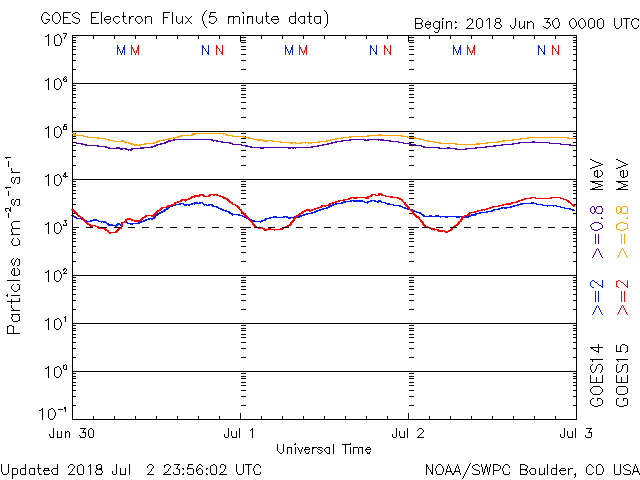 GOES Electron Flux (5 minute data)
Begin: 2018 Jun 30 0000 UTC
M M N N M M N N M M N N
10⁷
10⁶
10⁵
10⁴
10³
10²
10¹
10⁰
10⁻¹
Particles cm⁻²s⁻¹sr⁻¹
Jun 30 Jul 1 Jul 2 Jul 3
Universal Time
GOES14 >=2 >=0.8 MeV
GOES15 >=2 >=0.8 MeV
Updated 2018 Jul 2 23:56:02 UTC
NOAA/SWPC Boulder, CO USA